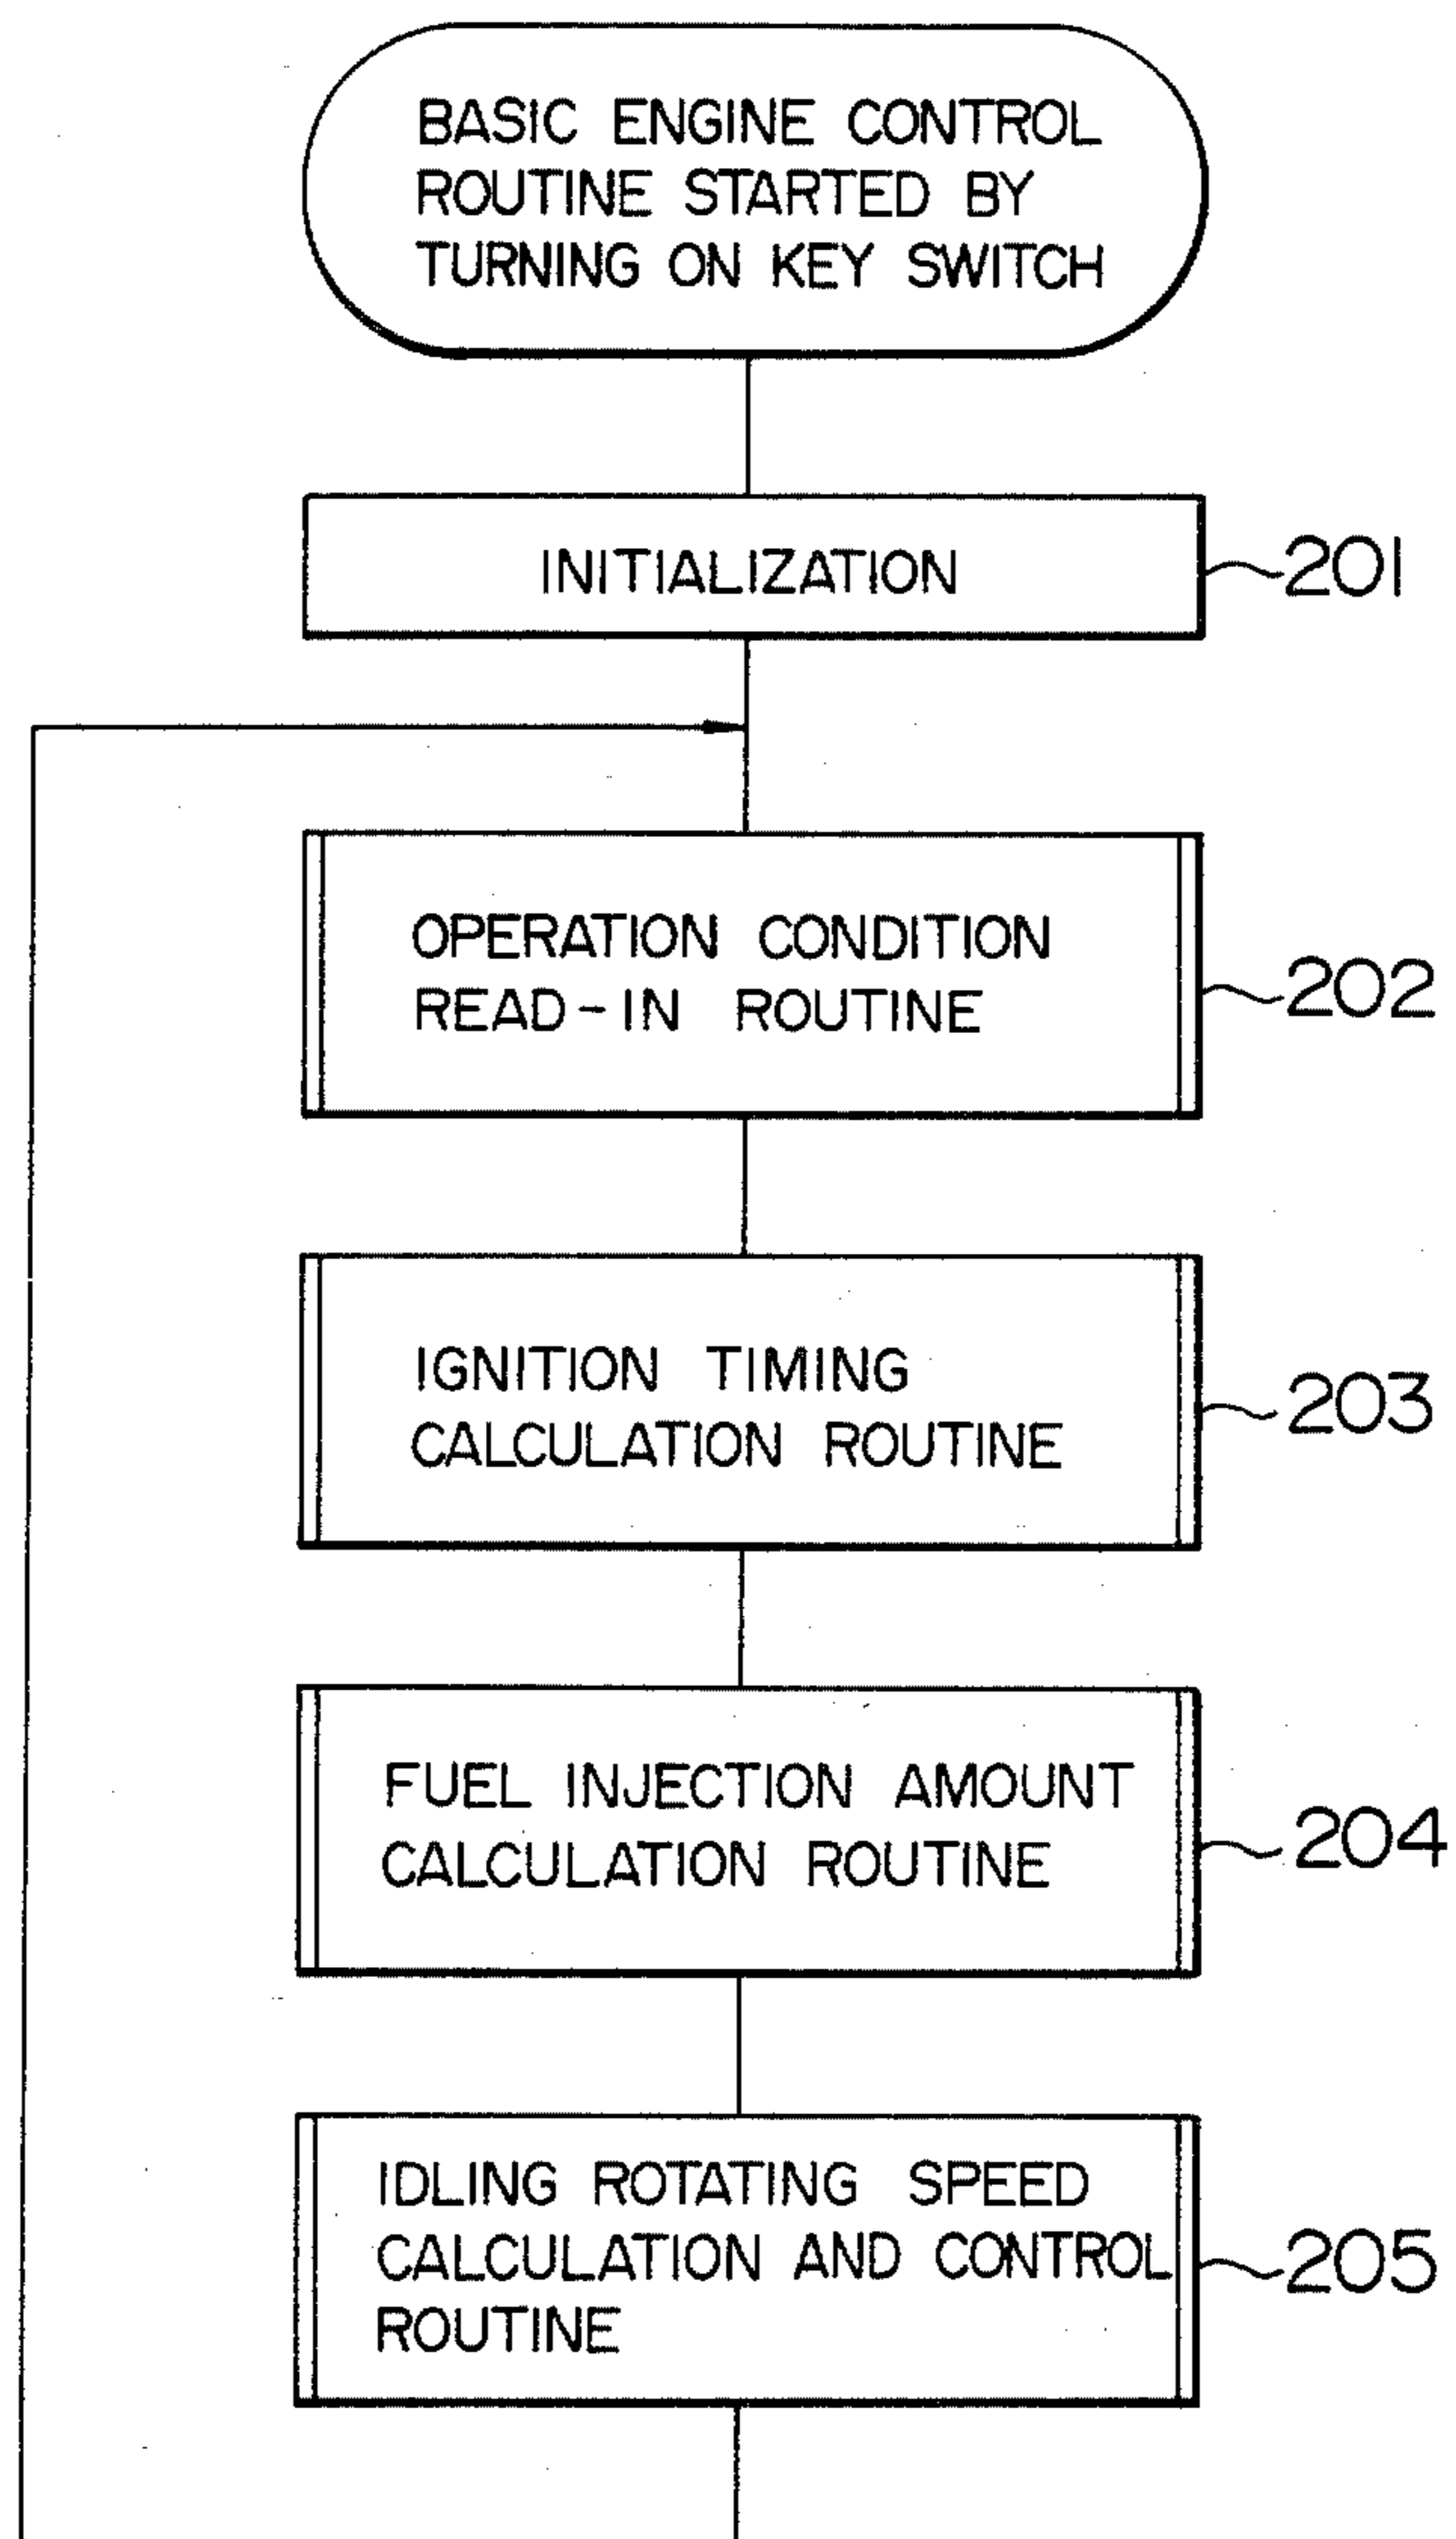 BASIC ENGINE CONTROL
ROUTINE STARTED BY
TURNING ON KEY SWITCH
INITIALIZATION
201
OPERATION CONDITION
READ-IN ROUTINE
202
IGNITION TIMING
CALCULATION ROUTINE
203
FUEL INJECTION AMOUNT
CALCULATION ROUTINE
204
IDLING ROTATING SPEED
CALCULATION AND CONTROL
ROUTINE
205